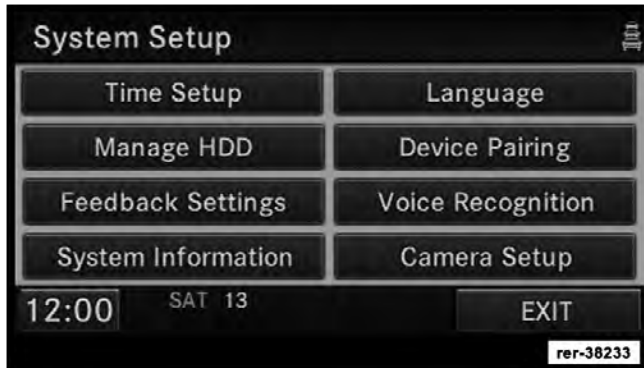 System Setup
Time Setup
Language
Manage HDD
Device Pairing
Feedback Settings
Voice Recognition
System Information
Camera Setup
12:00
SAT 13
EXIT
rer-38233